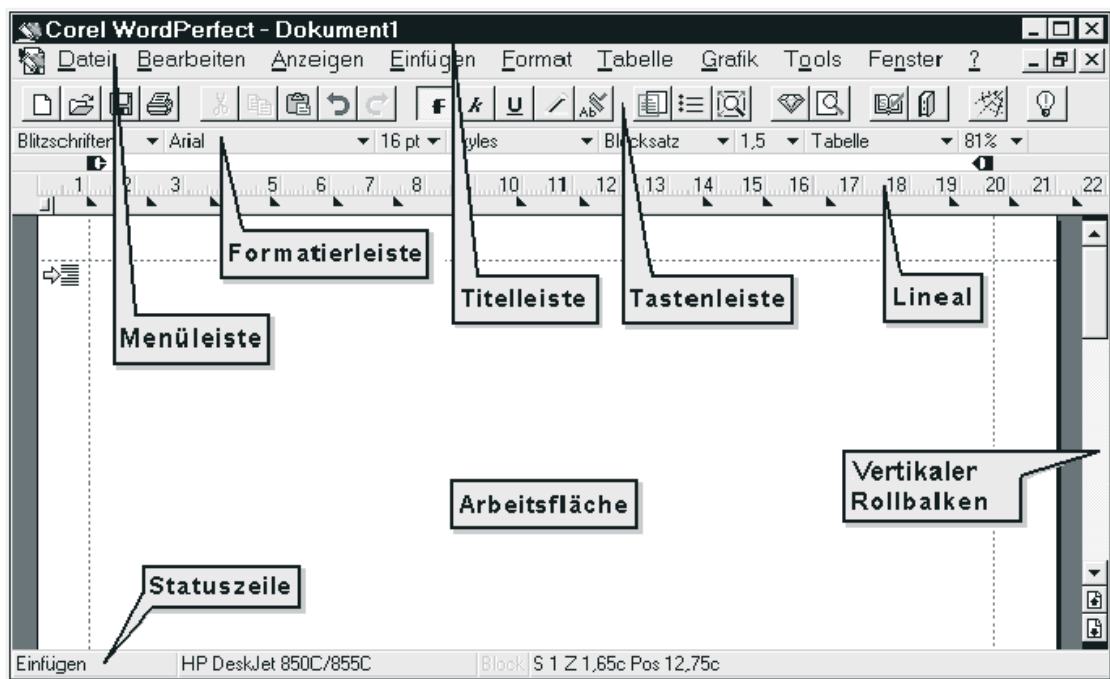 Corel WordPerfect - Dokument1
Datei Bearbeiten Anzeigen Einfügen Format Tabelle Grafik Tools Fenster ?
F K U
Blitzschriften Arial 16 pt Blocksatz 1,5 Tabelle 81%
1 2 3 5 6 7 8 10 11 12 13 14 15 16 17 18 19 20 21 22
Formatierleiste
Titelleiste
Tastenleiste
Lineal
Menüleiste
Vertikaler
Rollbalken
Arbeitsfläche
Statuszeile
Einfügen HP DeskJet 850C/855C Block S 1 Z 1,65c Pos 12,75c